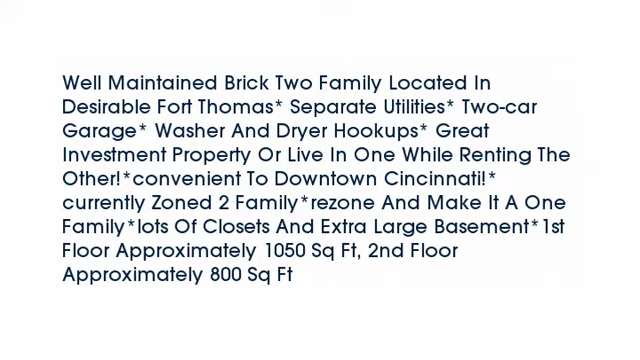 Well Maintained Brick Two Family Located In
Desirable Fort Thomas* Separate Utilities* Two-car
Garage* Washer And Dryer Hookups* Great
Investment Property Or Live In One While Renting The
Other!*convenient To Downtown Cincinnati!*
currently Zoned 2 Family*rezone And Make It A One
Family*lots Of Closets And Extra Large Basement*1st
Floor Approximately 1050 Sq Ft, 2nd Floor
Approximately 800 Sq Ft